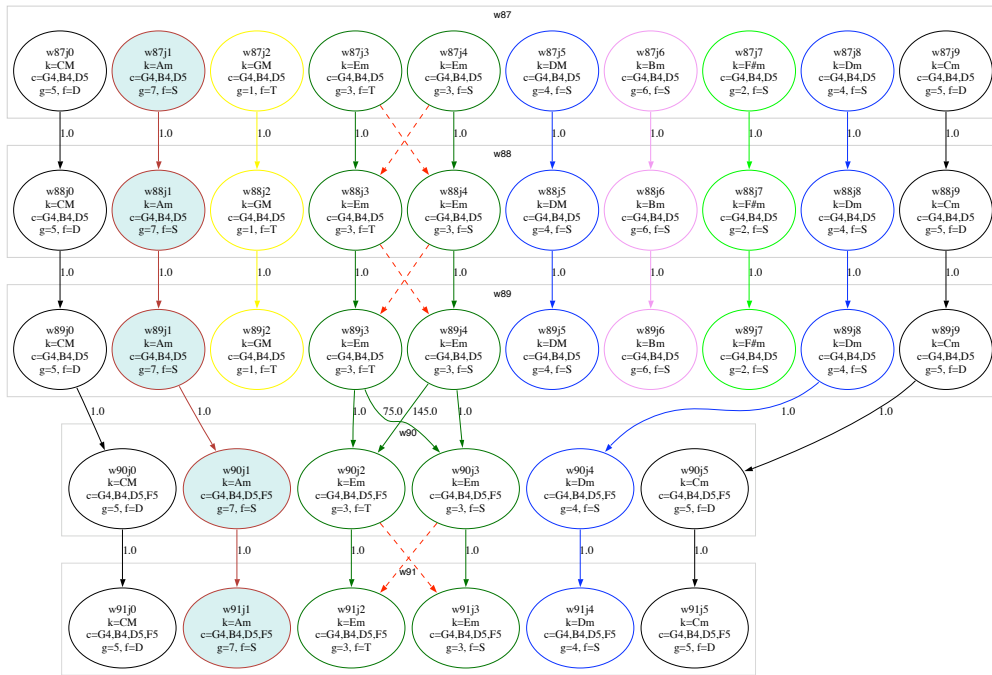 w87
w87j0 w87j1 w87j2 w87j3 w87j4 w87j5 w87j6 w87j7 w87j8 w87j9
k=CM k=Am k=GM k=Em k=Em k=DM k=Bm k=F#m k=Dm k=Cm
c=G4,B4,D5 c=G4,B4,D5 c=G4,B4,D5 c=G4,B4,D5 c=G4,B4,D5 c=G4,B4,D5 c=G4,B4,D5 c=G4,B4,D5 c=G4,B4,D5 c=G4,B4,D5
g=5, f=D g=7, f=S g=1, f=T g=3, f=T g=3, f=S g=4, f=S g=6, f=S g=2, f=S g=4, f=S g=5, f=D
1.0 1.0 1.0 1.0 1.0 1.0 1.0 1.0 1.0 1.0
w88
w88j0 w88j1 w88j2 w88j3 w88j4 w88j5 w88j6 w88j7 w88j8 w88j9
k=CM k=Am k=GM k=Em k=Em k=DM k=Bm k=F#m k=Dm k=Cm
c=G4,B4,D5 c=G4,B4,D5 c=G4,B4,D5 c=G4,B4,D5 c=G4,B4,D5 c=G4,B4,D5 c=G4,B4,D5 c=G4,B4,D5 c=G4,B4,D5 c=G4,B4,D5
g=5, f=D g=7, f=S g=1, f=T g=3, f=T g=3, f=S g=4, f=S g=6, f=S g=2, f=S g=4, f=S g=5, f=D
1.0 1.0 1.0 1.0 1.0 1.0 1.0 1.0 1.0 1.0
w89
w89j0 w89j1 w89j2 w89j3 w89j4 w89j5 w89j6 w89j7 w89j8 w89j9
k=CM k=Am k=GM k=Em k=Em k=DM k=Bm k=F#m k=Dm k=Cm
c=G4,B4,D5 c=G4,B4,D5 c=G4,B4,D5 c=G4,B4,D5 c=G4,B4,D5 c=G4,B4,D5 c=G4,B4,D5 c=G4,B4,D5 c=G4,B4,D5 c=G4,B4,D5
g=5, f=D g=7, f=S g=1, f=T g=3, f=T g=3, f=S g=4, f=S g=6, f=S g=2, f=S g=4, f=S g=5, f=D
1.0 1.0 1.0 75.0 145.0 1.0 1.0 1.0
w90
w90j0 w90j1 w90j2 w90j3 w90j4 w90j5
k=CM k=Am k=Em k=Em k=Dm k=Cm
c=G4,B4,D5,F5 c=G4,B4,D5,F5 c=G4,B4,D5,F5 c=G4,B4,D5,F5 c=G4,B4,D5,F5 c=G4,B4,D5,F5
g=5, f=D g=7, f=S g=3, f=T g=3, f=S g=4, f=S g=5, f=D
1.0 1.0 1.0 1.0 1.0 1.0
w91
w91j0 w91j1 w91j2 w91j3 w91j4 w91j5
k=CM k=Am k=Em k=Em k=Dm k=Cm
c=G4,B4,D5,F5 c=G4,B4,D5,F5 c=G4,B4,D5,F5 c=G4,B4,D5,F5 c=G4,B4,D5,F5 c=G4,B4,D5,F5
g=5, f=D g=7, f=S g=3, f=T g=3, f=S g=4, f=S g=5, f=D